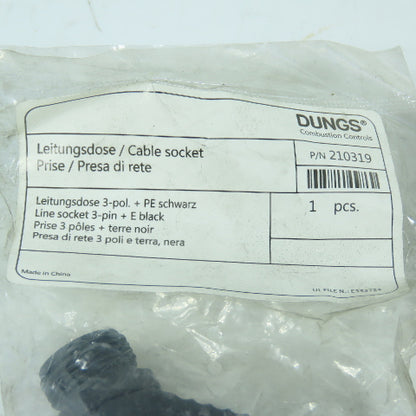 DUNGS®
Combustion Controls
Leitungsdose / Cable socket
Prise / Presa di rete
P/N 210319
Leitungsdose 3-pol. + PE schwarz
Line socket 3-pin + E black
Prise 3 pôles + terre noir
Presa di rete 3 poli e terra, nera
1 pcs.
Made in China
UL FILE N.: